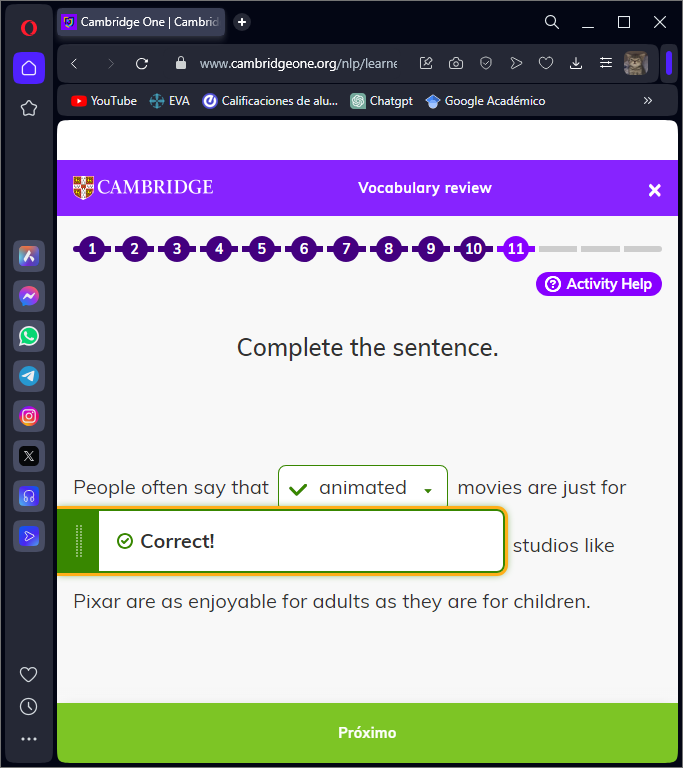 Cambridge One | Cambrid
www.cambridgeone.org/nlp/learne
YouTube
EVA
Calificaciones de alu...
Chatgpt
Google Académico
CAMBRIDGE
Vocabulary review
1 2 3 4 5 6 7 8 9 10 11
Activity Help
Complete the sentence.
People often say that animated movies are just for
Correct!
studios like
Pixar are as enjoyable for adults as they are for children.
Próximo